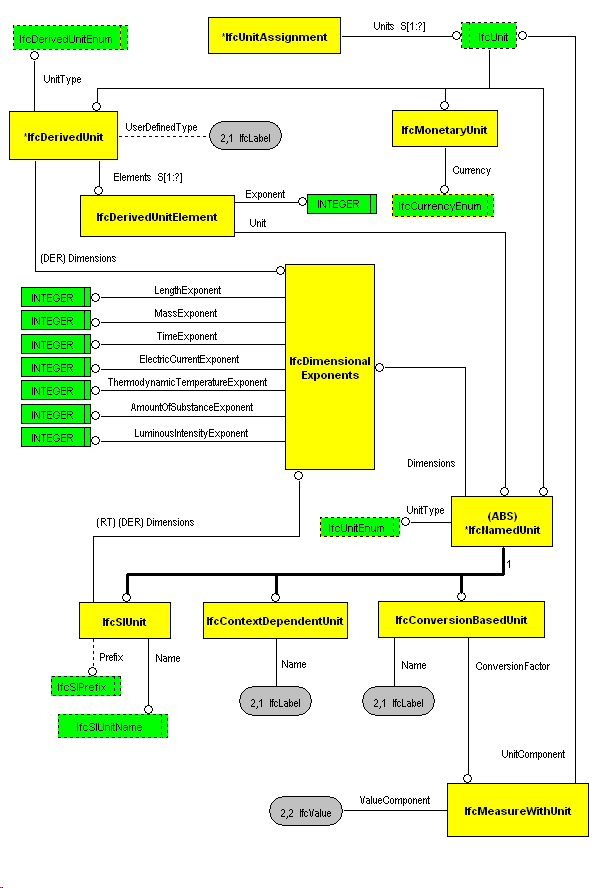 IfcDerivedUnitEnum
*IfcUnitAssignment
Units S[1:?]
IfcUnit
UnitType
*IfcDerivedUnit
UserDefinedType
2,1 IfcLabel
IfcMonetaryUnit
Currency
IfcCurrencyEnum
Elements S[1:?]
IfcDerivedUnitElement
Exponent
INTEGER
Unit
(DER) Dimensions
INTEGER
LengthExponent
INTEGER
MassExponent
INTEGER
TimeExponent
INTEGER
ElectricCurrentExponent
INTEGER
ThermodynamicTemperatureExponent
INTEGER
AmountOfSubstanceExponent
INTEGER
LuminousIntensityExponent
IfcDimensional
Exponents
Dimensions
(RT) (DER) Dimensions
IfcUnitEnum
UnitType
(ABS)
*IfcNamedUnit
1
IfcSIUnit
IfcContextDependentUnit
IfcConversionBasedUnit
Prefix
Name
Name
Name
ConversionFactor
IfcSIPrefix
IfcSIUnitName
2,1 IfcLabel
2,1 IfcLabel
UnitComponent
2,2 IfcValue
ValueComponent
IfcMeasureWithUnit